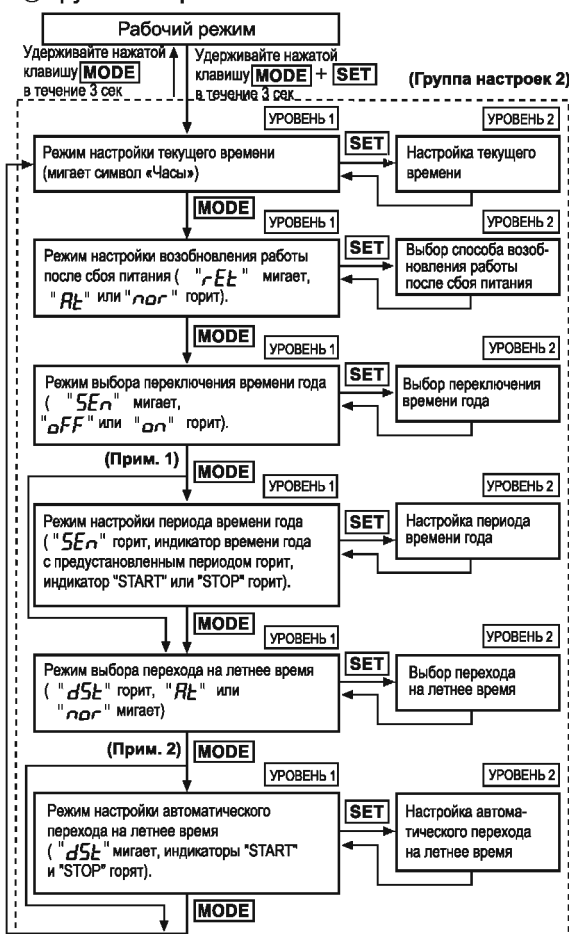 Рабочий режим
Удерживайте нажатой
клавишу MODE
в течение 3 сек
Удерживайте нажатой
клавишу MODE + SET
в течение 3 сек
(Группа настроек 2)
УРОВЕНЬ 1
Режим настройки текущего времени
(мигает символ «Часы»)
SET
УРОВЕНЬ 2
Настройка текущего
времени
MODE
УРОВЕНЬ 1
Режим настройки возобновления работы
после сбоя питания ( "rEt" мигает,
"At" или "nor" горит).
SET
УРОВЕНЬ 2
Выбор способа возоб-
новления работы
после сбоя питания
MODE
УРОВЕНЬ 1
Режим выбора переключения времени года
( "SEn" мигает,
"oFF" или "on" горит).
SET
УРОВЕНЬ 2
Выбор переключения
времени года
(Прим. 1)
MODE
УРОВЕНЬ 1
Режим настройки периода времени года
( "SEn" горит, индикатор времени года
с предустановленным периодом горит,
индикатор "START" или "STOP" горит).
SET
УРОВЕНЬ 2
Настройка периода
времени года
MODE
УРОВЕНЬ 1
Режим выбора перехода на летнее время
( "dSt" горит, "At" или
"nor" мигает)
SET
УРОВЕНЬ 2
Выбор перехода
на летнее время
(Прим. 2)
MODE
УРОВЕНЬ 1
Режим настройки автоматического
перехода на летнее время
( "dSt" мигает, индикаторы "START"
и "STOP" горят).
SET
УРОВЕНЬ 2
Настройка автома-
тического перехода
на летнее время
MODE